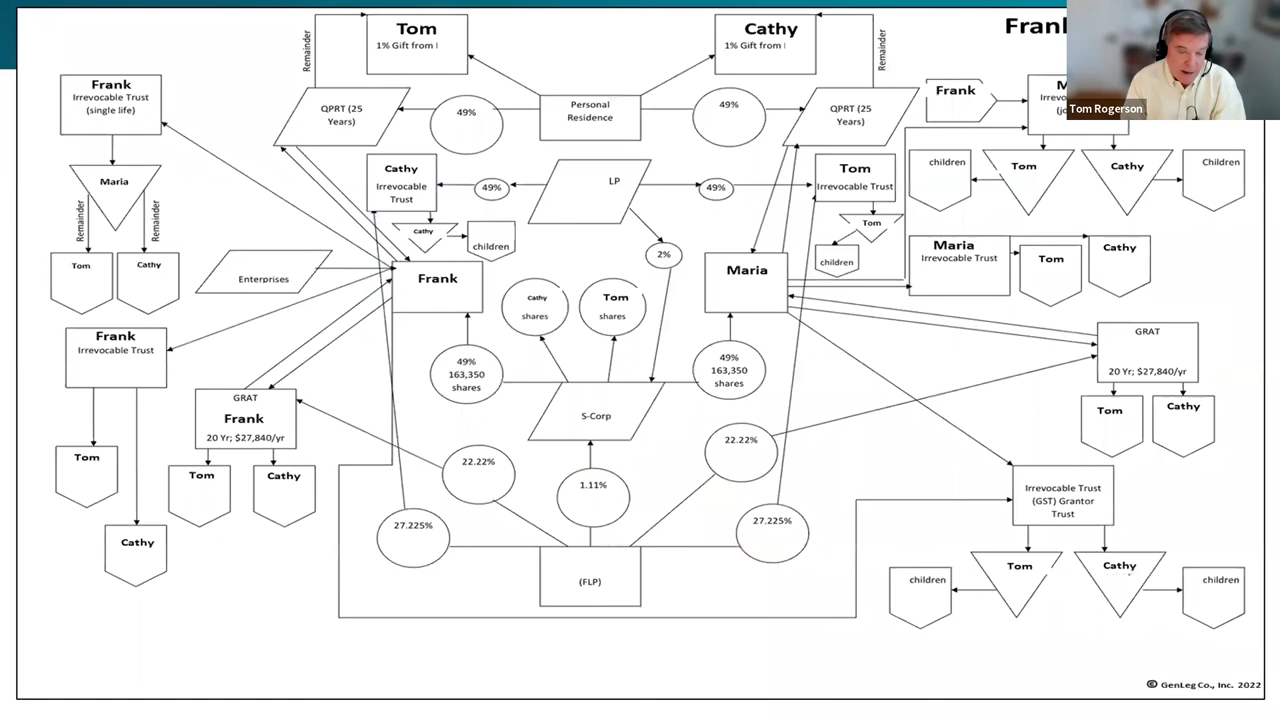 Tom
1% Gift from
Cathy
1% Gift from
Frank
Tom Rogerson
Remainder
Remainder
Frank
Irrevocable Trust
(single life)
QPRT (25
Years)
49%
Personal
Residence
49%
QPRT (25
Years)
Frank
Maria
Remainder
Remainder
Tom
Cathy
Cathy
Irrevocable
Trust
49%
LP
49%
Tom
Irrevocable Trust
children
Tom
Cathy
Children
Cathy
children
Tom
children
2%
Maria
Irrevocable Trust
Tom
Cathy
Enterprises
Frank
Cathy
shares
Tom
shares
Maria
Frank
Irrevocable Trust
49%
163,350
shares
49%
163,350
shares
GRAT
20 Yr; $27,840/yr
Tom
Cathy
GRAT
Frank
20 Yr; $27,840/yr
S-Corp
Tom
Tom
Cathy
22.22%
1.11%
22.22%
Irrevocable Trust
(GST) Grantor
Trust
Cathy
27.225%
27.225%
(FLP)
children
Tom
Cathy
children
© GenLeg Co., Inc. 2022